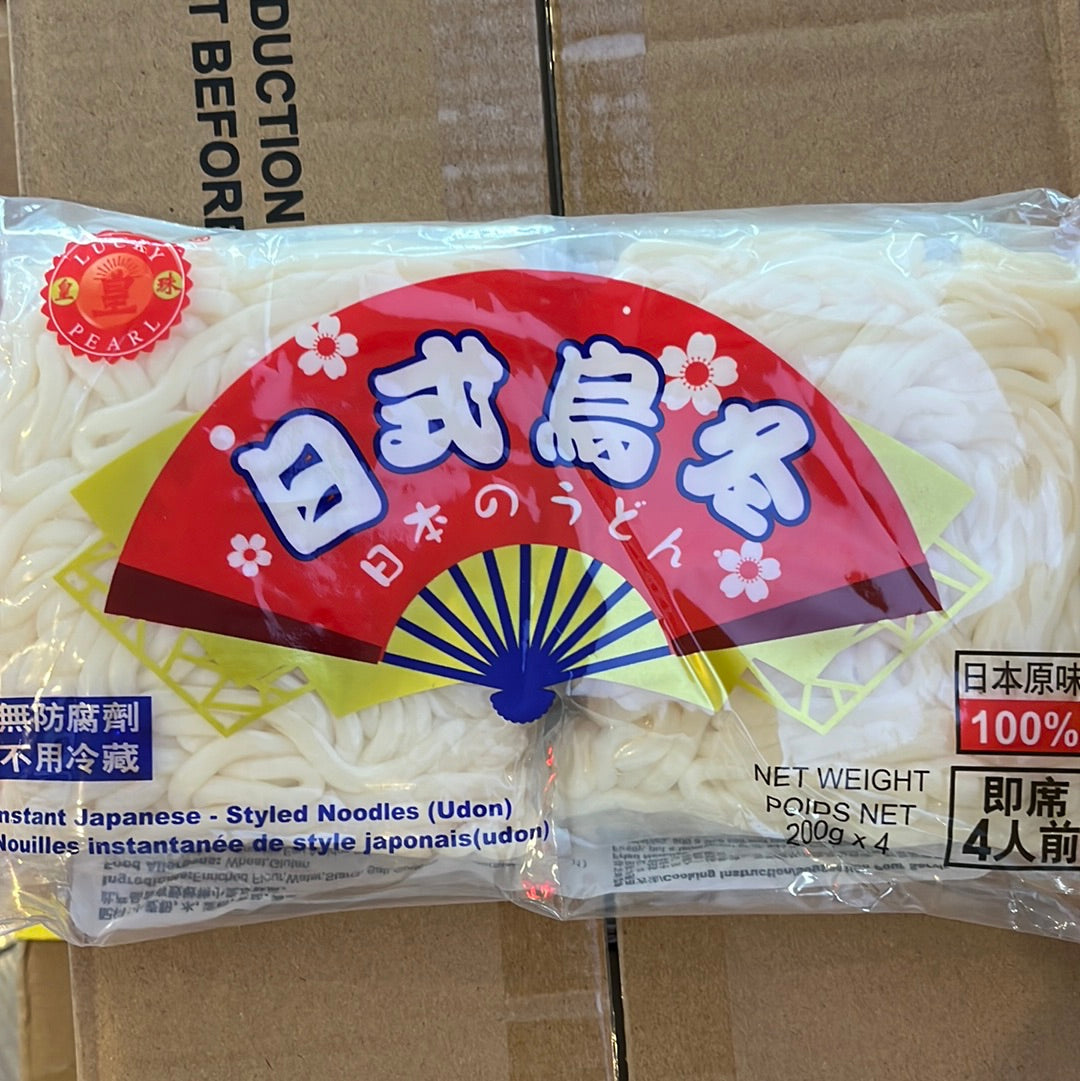 DUCTION
T BEFOR
LUCKY
皇 皇 珠
PEARL
®
日式烏冬
日本のうどん
無防腐劑
不用冷藏
日本原味
100%
NET WEIGHT
POIDS NET
200g x 4
即席
4人前
nstant Japanese - Styled Noodles (Udon)
Nouilles instantanée de style japonais(udon)